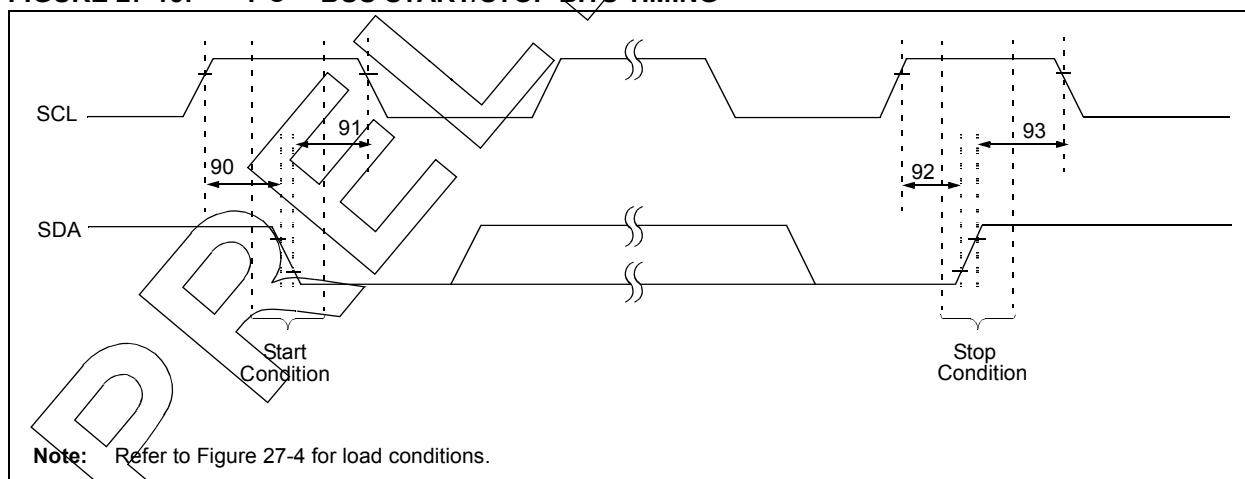 SCL
91
93
90
92
SDA
Start
Condition
Stop
Condition
Note: Refer to Figure 27-4 for load conditions.
PREL